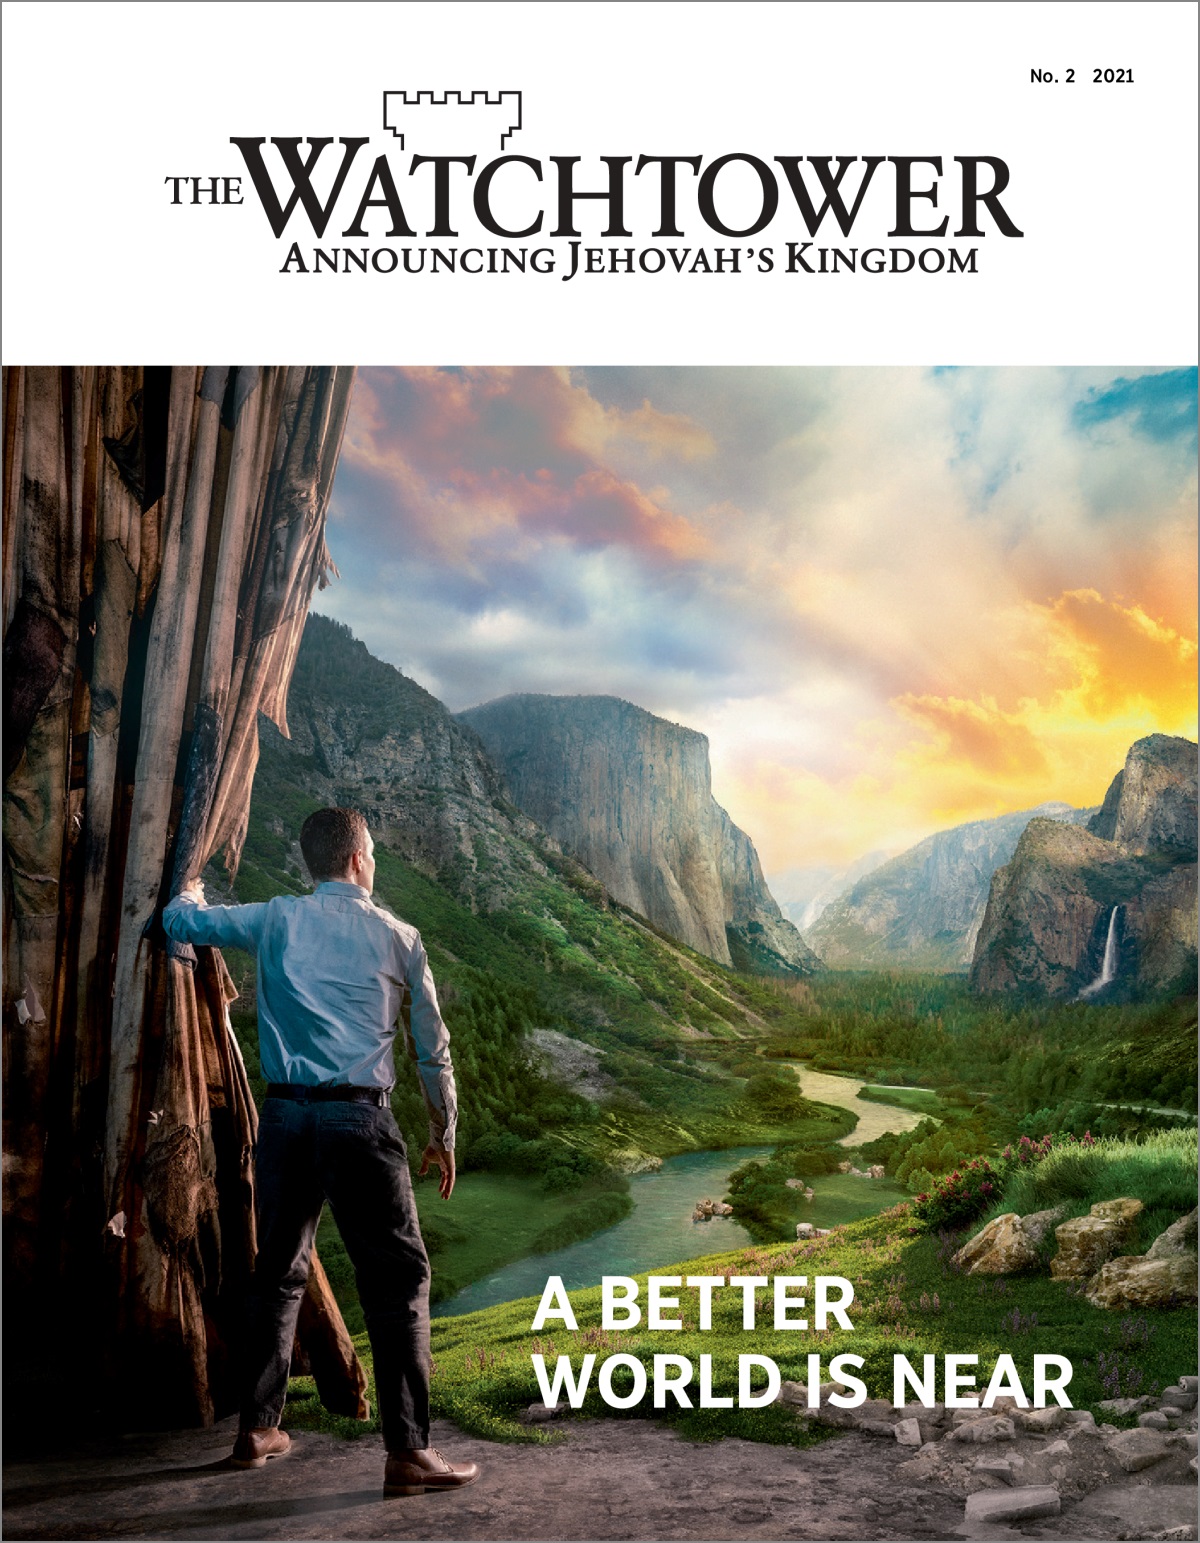 No. 2 2021
THE WATCHTOWER
ANNOUNCING JEHOVAH'S KINGDOM
A BETTER
WORLD IS NEAR